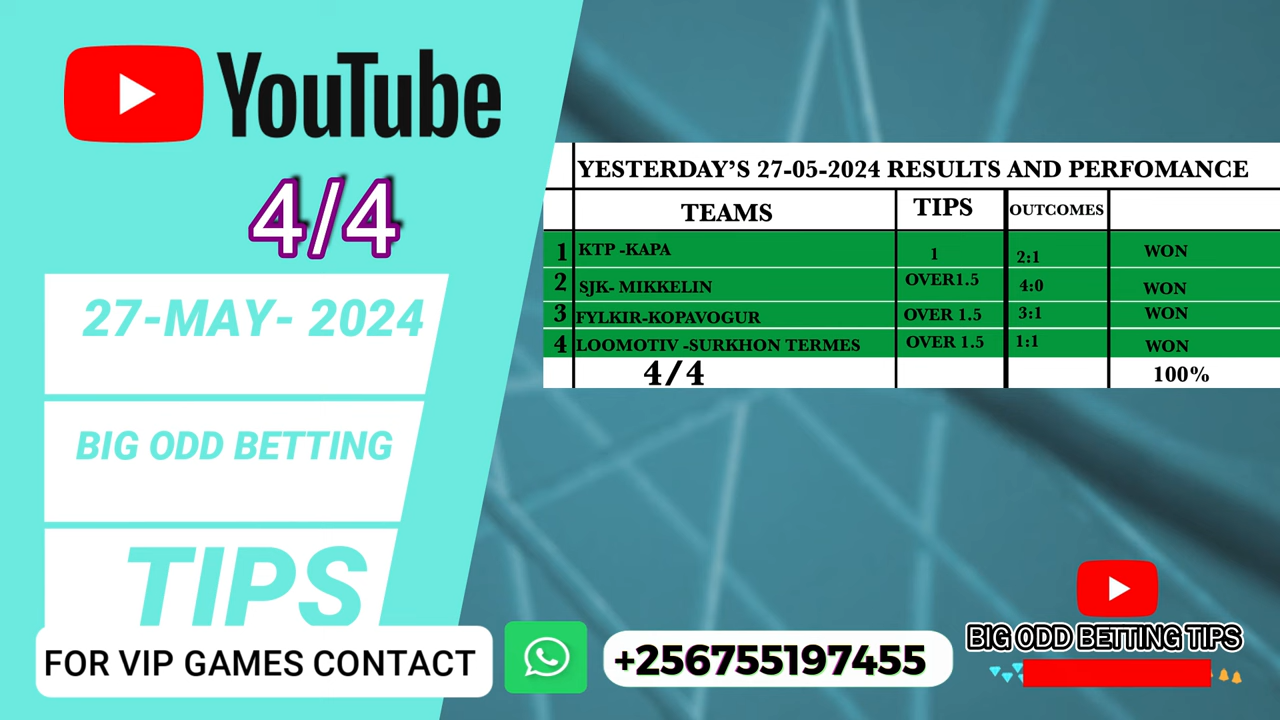 YouTube
4/4
27-MAY- 2024
BIG ODD BETTING
TIPS
FOR VIP GAMES CONTACT
+256755197455
YESTERDAY'S 27-05-2024 RESULTS AND PERFOMANCE
TEAMS TIPS OUTCOMES
1 KTP -KAPA 1 2:1 WON
2 SJK- MIKKELIN OVER1.5 4:0 WON
3 FYLKIR-KOPAVOGUR OVER 1.5 3:1 WON
4 LOOMOTIV -SURKHON TERMES OVER 1.5 1:1 WON
4/4 100%
BIG ODD BETTING TIPS